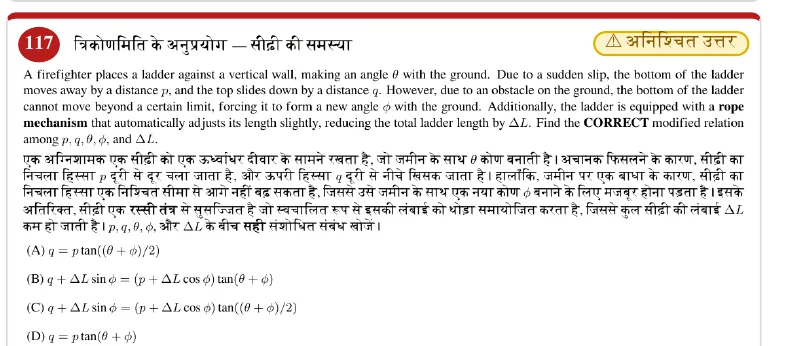 117 त्रिकोणमिति के अनुप्रयोग — सीढ़ी की समस्या
⚠ अनिश्चित उत्तर
A firefighter places a ladder against a vertical wall, making an angle θ with the ground. Due to a sudden slip, the bottom of the ladder
moves away by a distance p, and the top slides down by a distance q. However, due to an obstacle on the ground, the bottom of the ladder
cannot move beyond a certain limit, forcing it to form a new angle ϕ with the ground. Additionally, the ladder is equipped with a rope
mechanism that automatically adjusts its length slightly, reducing the total ladder length by ΔL. Find the CORRECT modified relation
among p, q, θ, ϕ, and ΔL.
एक अग्निशामक एक सीढ़ी को एक ऊर्ध्वाधर दीवार के सामने रखता है, जो जमीन के साथ θ कोण बनाती है। अचानक फिसलने के कारण, सीढ़ी का
निचला हिस्सा p दूरी से दूर चला जाता है, और ऊपरी हिस्सा q दूरी से नीचे खिसक जाता है। हालाँकि, जमीन पर एक बाधा के कारण, सीढ़ी का
निचला हिस्सा एक निश्चित सीमा से आगे नहीं बढ़ सकता है, जिससे उसे जमीन के साथ एक नया कोण ϕ बनाने के लिए मजबूर होना पड़ता है। इसके
अतिरिक्त, सीढ़ी एक रस्सी तंत्र से सुसज्जित है जो स्वचालित रूप से इसकी लंबाई को थोड़ा समायोजित करता है, जिससे कुल सीढ़ी की लंबाई ΔL
कम हो जाती है। p, q, θ, ϕ, और ΔL के बीच सही संशोधित संबंध खोजें।
(A) q = p tan((θ + ϕ)/2)
(B) q + ΔL sin ϕ = (p + ΔL cos ϕ) tan(θ + ϕ)
(C) q + ΔL sin ϕ = (p + ΔL cos ϕ) tan((θ + ϕ)/2)
(D) q = p tan(θ + ϕ)